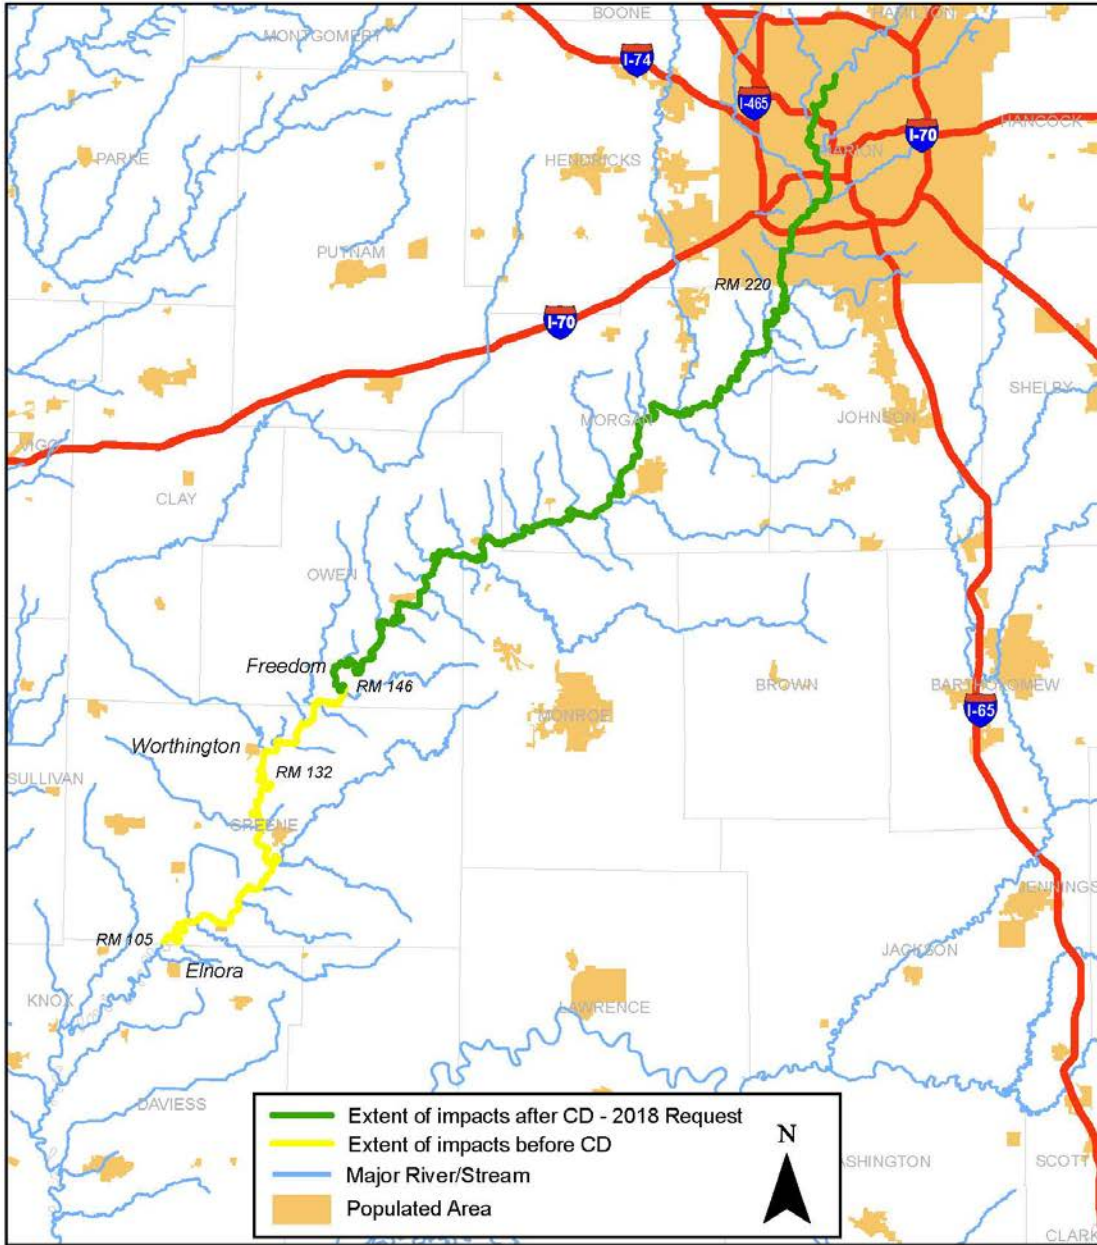 BOONE
HAMILTON
MONTGOMERY
I-74
I-465
HANCOCK
I-70
PARKE
HENDRICKS
ARION
PUTNAM
RM 220
I-70
SHELBY
MORGAN
JOHNSON
VIGO
CLAY
OWEN
Freedom
RM 146
BROWN
BARTHOLOMEW
I-65
MONROE
Worthington
RM 132
SULLIVAN
GREENE
ENNINGS
RM 105
JACKSON
Elnora
KNOX
LAWRENCE
DAVIESS
Extent of impacts after CD - 2018 Request
Extent of impacts before CD
Major River/Stream
Populated Area
N
ASHINGTON
SCOTT
CLARK